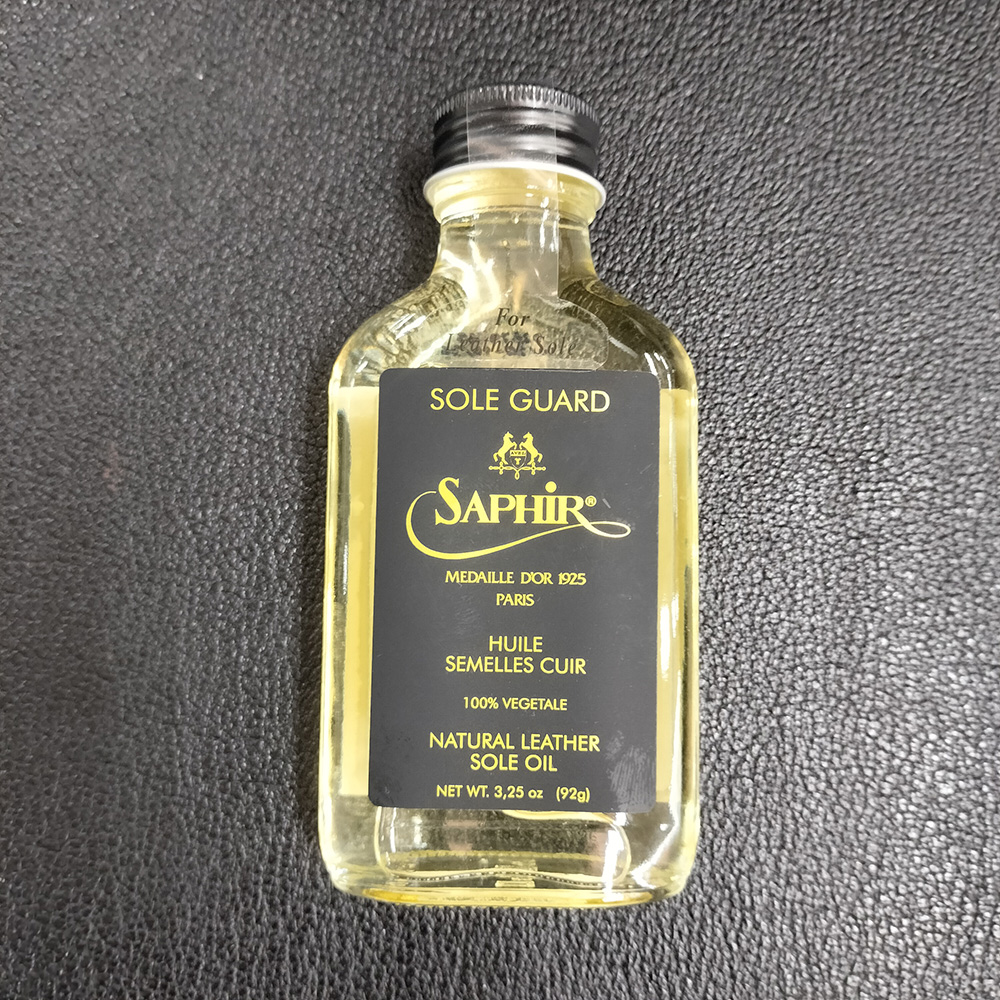 For
Leather Sole
SOLE GUARD
SAPHIR®
MEDAILLE D'OR 1925
PARIS
HUILE
SEMELLES CUIR
100% VEGETALE
NATURAL LEATHER
SOLE OIL
NET WT. 3,25 oz (92g)